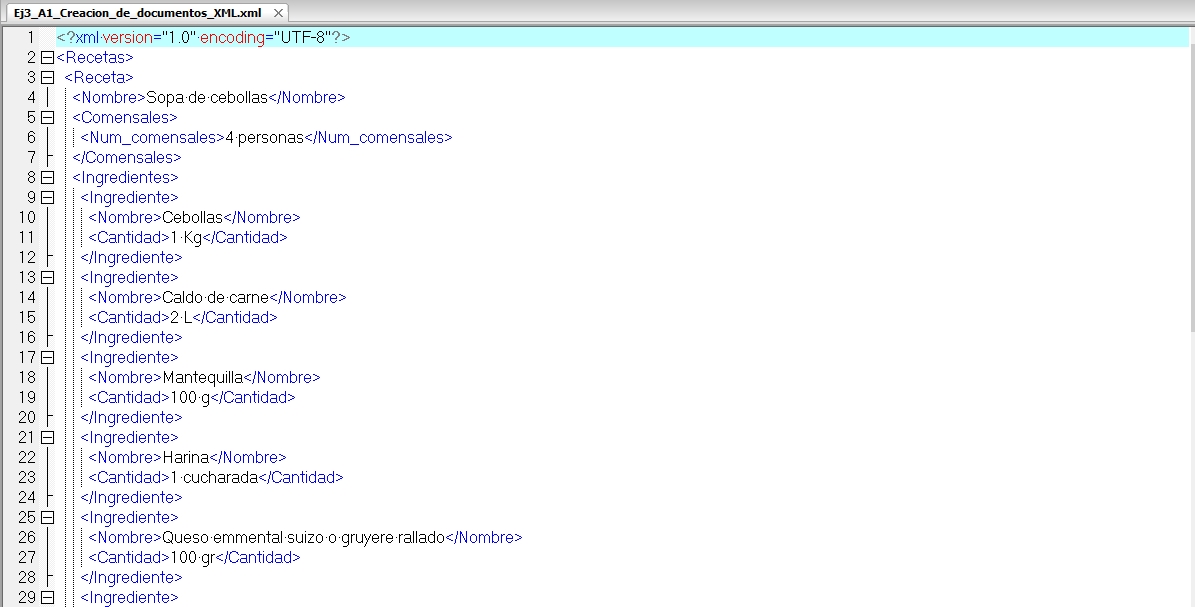 Ej3_A1_Creacion_de_documentos_XML.xml
1 <?xml version="1.0" encoding="UTF-8"?>
2 <Recetas>
3 <Receta>
4 <Nombre>Sopa de cebollas</Nombre>
5 <Comensales>
6 <Num_comensales>4 personas</Num_comensales>
7 </Comensales>
8 <Ingredientes>
9 <Ingrediente>
10 <Nombre>Cebollas</Nombre>
11 <Cantidad>1 Kg</Cantidad>
12 </Ingrediente>
13 <Ingrediente>
14 <Nombre>Caldo de carne</Nombre>
15 <Cantidad>2 L</Cantidad>
16 </Ingrediente>
17 <Ingrediente>
18 <Nombre>Mantequilla</Nombre>
19 <Cantidad>100 g</Cantidad>
20 </Ingrediente>
21 <Ingrediente>
22 <Nombre>Harina</Nombre>
23 <Cantidad>1 cucharada</Cantidad>
24 </Ingrediente>
25 <Ingrediente>
26 <Nombre>Queso emmental suizo o gruyere rallado</Nombre>
27 <Cantidad>100 gr</Cantidad>
28 </Ingrediente>
29 <Ingrediente>